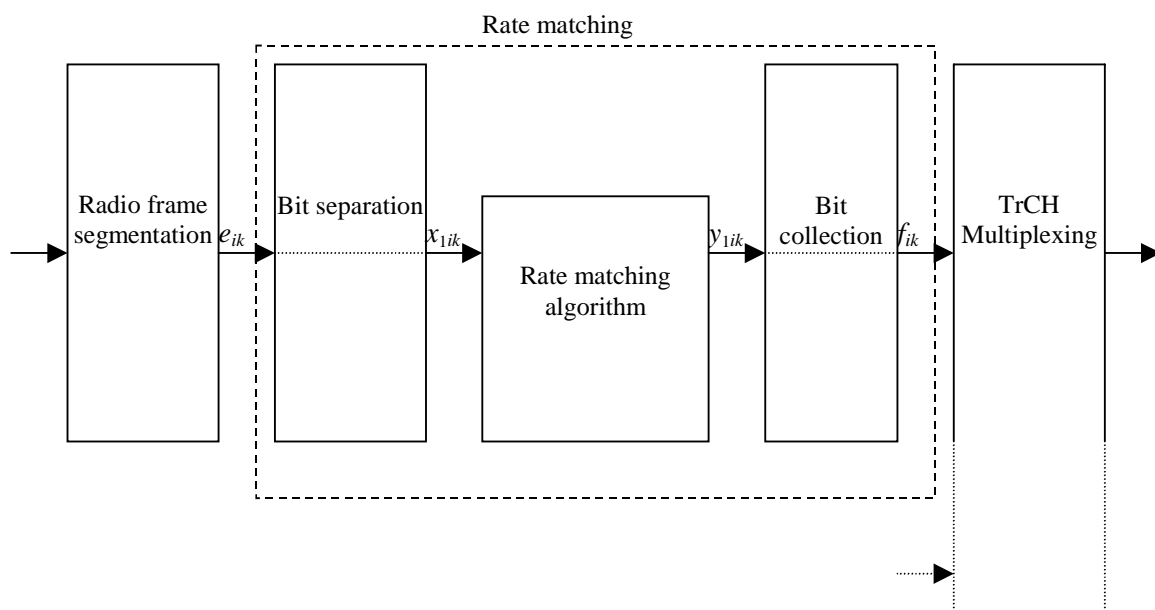 Rate matching
Radio frame
segmentation
e_ik
Bit separation
x_1ik
Rate matching
algorithm
y_1ik
Bit
collection
f_ik
TrCH
Multiplexing